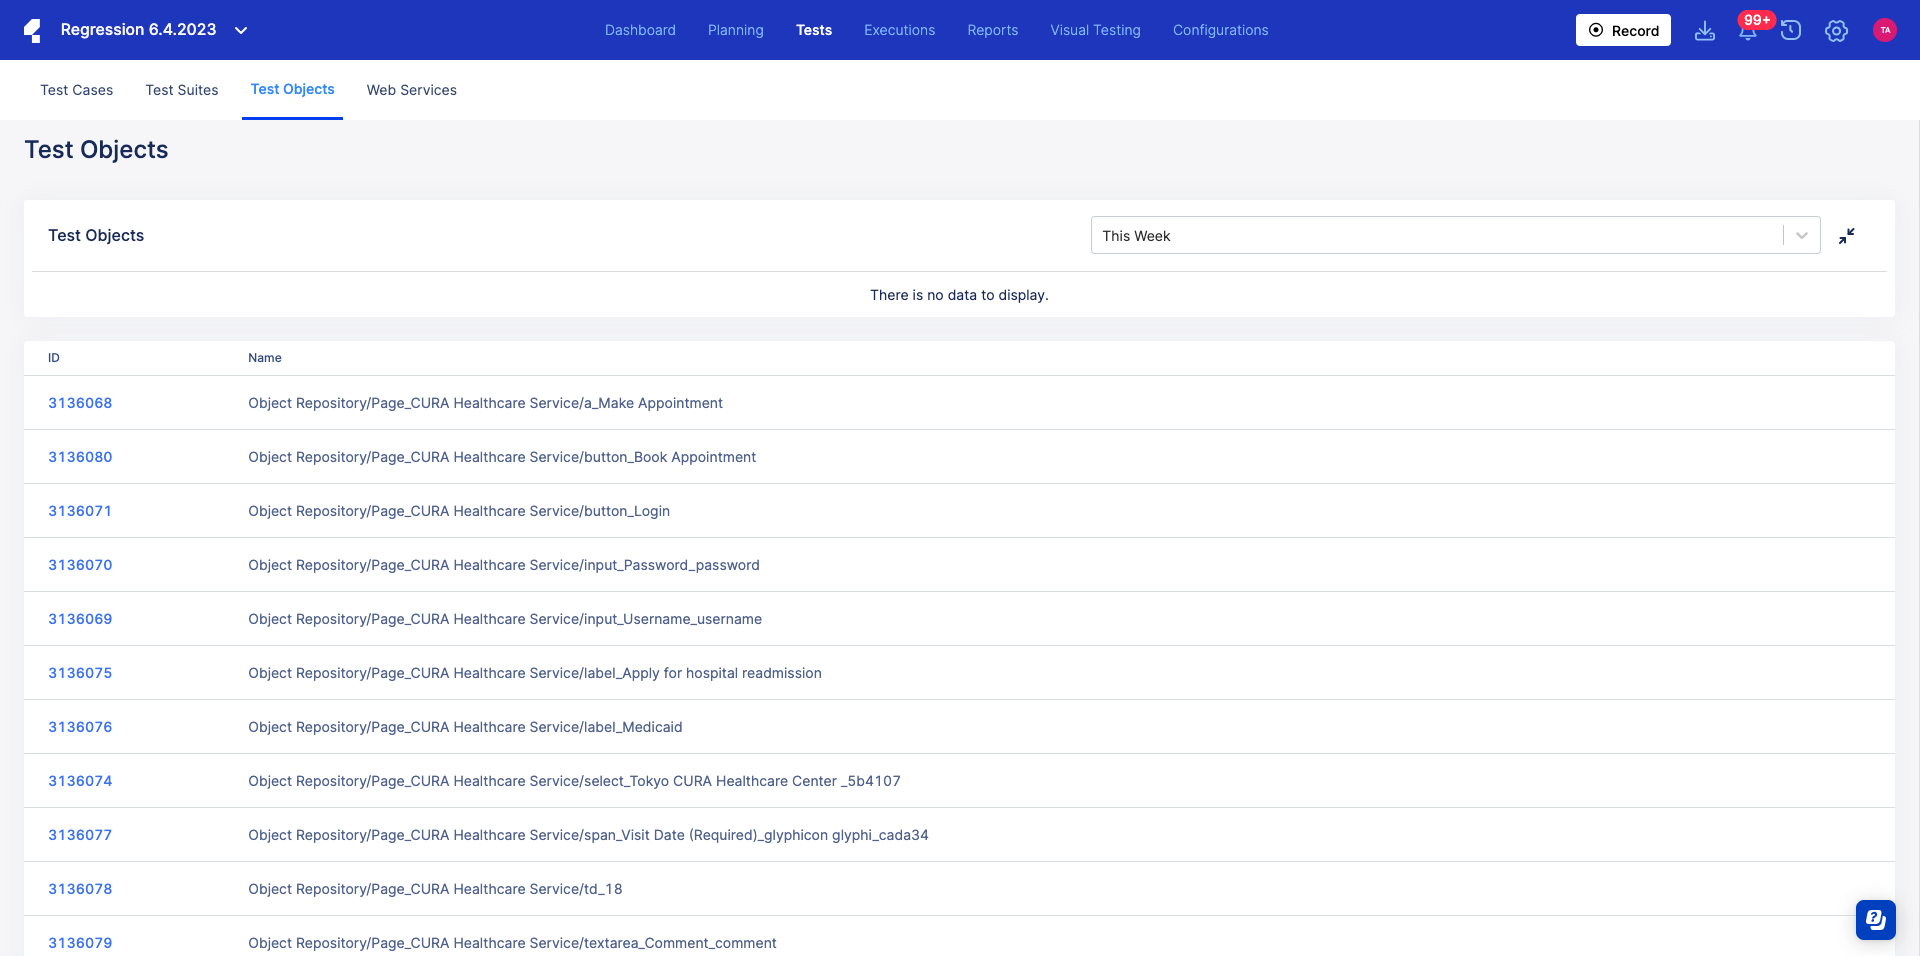 Regression 6.4.2023
Dashboard Planning Tests Executions Reports Visual Testing Configurations
Record
99+
TA
Test Cases Test Suites Test Objects Web Services
Test Objects
Test Objects
This Week
There is no data to display.
ID Name
3136068 Object Repository/Page_CURA Healthcare Service/a_Make Appointment
3136080 Object Repository/Page_CURA Healthcare Service/button_Book Appointment
3136071 Object Repository/Page_CURA Healthcare Service/button_Login
3136070 Object Repository/Page_CURA Healthcare Service/input_Password_password
3136069 Object Repository/Page_CURA Healthcare Service/input_Username_username
3136075 Object Repository/Page_CURA Healthcare Service/label_Apply for hospital readmission
3136076 Object Repository/Page_CURA Healthcare Service/label_Medicaid
3136074 Object Repository/Page_CURA Healthcare Service/select_Tokyo CURA Healthcare Center _5b4107
3136077 Object Repository/Page_CURA Healthcare Service/span_Visit Date (Required)_glyphicon glyphi_cada34
3136078 Object Repository/Page_CURA Healthcare Service/td_18
3136079 Object Repository/Page_CURA Healthcare Service/textarea_Comment_comment